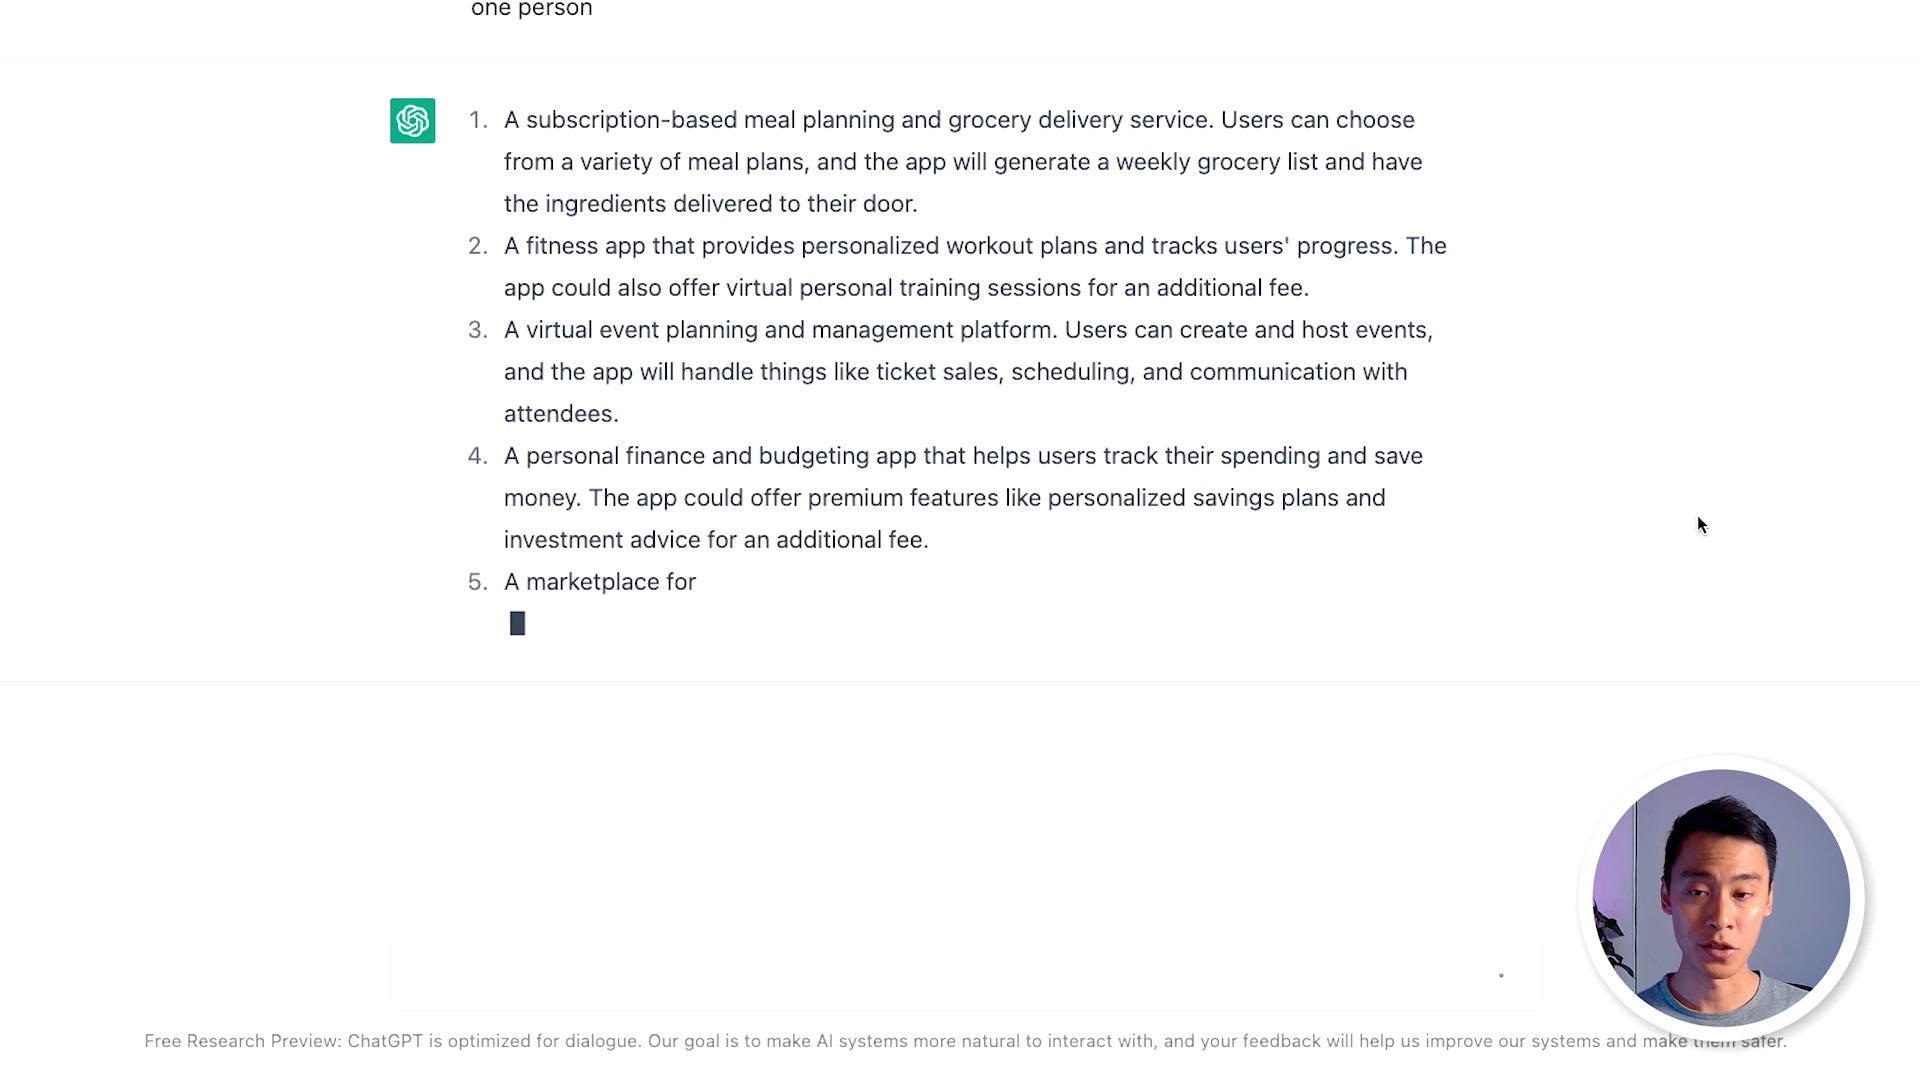 one person
1. A subscription-based meal planning and grocery delivery service. Users can choose
from a variety of meal plans, and the app will generate a weekly grocery list and have
the ingredients delivered to their door.
2. A fitness app that provides personalized workout plans and tracks users' progress. The
app could also offer virtual personal training sessions for an additional fee.
3. A virtual event planning and management platform. Users can create and host events,
and the app will handle things like ticket sales, scheduling, and communication with
attendees.
4. A personal finance and budgeting app that helps users track their spending and save
money. The app could offer premium features like personalized savings plans and
investment advice for an additional fee.
5. A marketplace for
Free Research Preview: ChatGPT is optimized for dialogue. Our goal is to make AI systems more natural to interact with, and your feedback will help us improve our systems and make them safer.